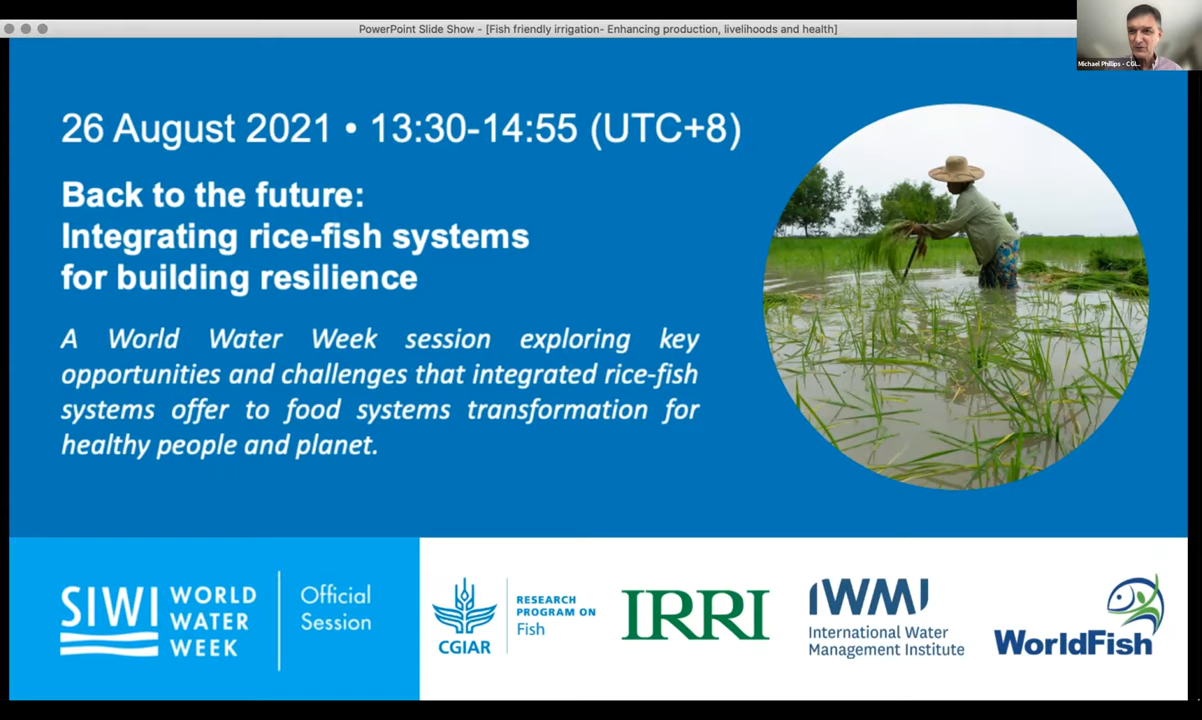 PowerPoint Slide Show - [Fish friendly irrigation- Enhancing production, livelihoods and health]
Michael Phillips - CGI...
26 August 2021 • 13:30-14:55 (UTC+8)
Back to the future:
Integrating rice-fish systems
for building resilience
A World Water Week session exploring key
opportunities and challenges that integrated rice-fish
systems offer to food systems transformation for
healthy people and planet.
SIWI
WORLD
WATER
WEEK
Official
Session
CGIAR
RESEARCH
PROGRAM ON
Fish
IRRI
IWMI
International Water
Management Institute
WorldFish